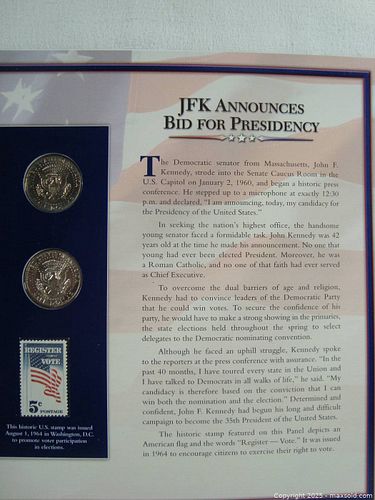 JFK ANNOUNCES
BID FOR PRESIDENCY
The Democratic senator from Massachusetts, John F.
Kennedy, strode into the Senate Caucus Room in the
U.S. Capitol on January 2, 1960, and began a historic press
conference. He stepped up to a microphone at exactly 12:30
p.m. and declared, "I am announcing, today, my candidacy for
the Presidency of the United States."
In seeking the nation's highest office, the handsome
young senator faced a formidable task. John Kennedy was 42
years old at the time he made his announcement. No one that
young had ever been elected President. Moreover, he was
a Roman Catholic, and no one of that faith had ever served
as Chief Executive.
To overcome the dual barriers of age and religion,
Kennedy had to convince leaders of the Democratic Party
that he could win votes. To secure the confidence of his
party, he would have to make a strong showing in the primaries,
the state elections held throughout the spring to select
delegates to the Democratic nominating convention.
Although he faced an uphill struggle, Kennedy spoke
to the reporters at the press conference with assurance. "In the
past 40 months, I have toured every state in the Union and
I have talked to Democrats in all walks of life," he said. "My
candidacy is therefore based on the conviction that I can
win both the nomination and the election." Determined and
confident, John F. Kennedy had begun his long and difficult
campaign to become the 35th President of the United States.
The historic stamp featured on this Panel depicts an
American flag and the words "Register — Vote." It was issued
in 1964 to encourage citizens to exercise their right to vote.
REGISTER
VOTE
5c POSTAGE
This historic U.S. stamp was issued
August 1, 1964 in Washington, D.C.
to promote voter participation
in elections.
© 2025 - maxsold.com